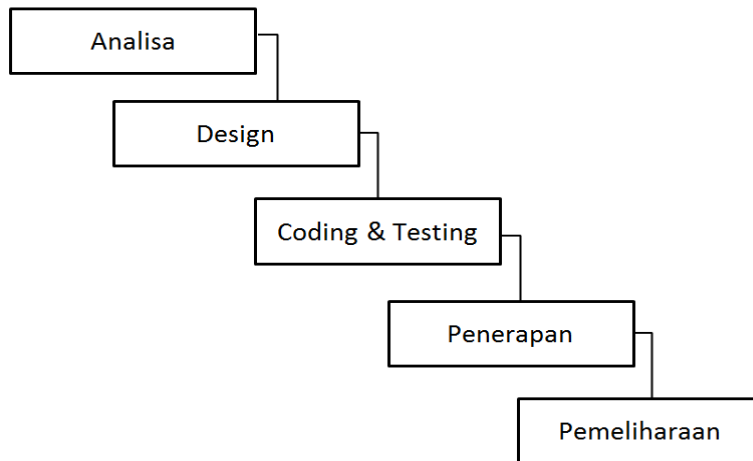 Analisa
Design
Coding & Testing
Penerapan
Pemeliharaan